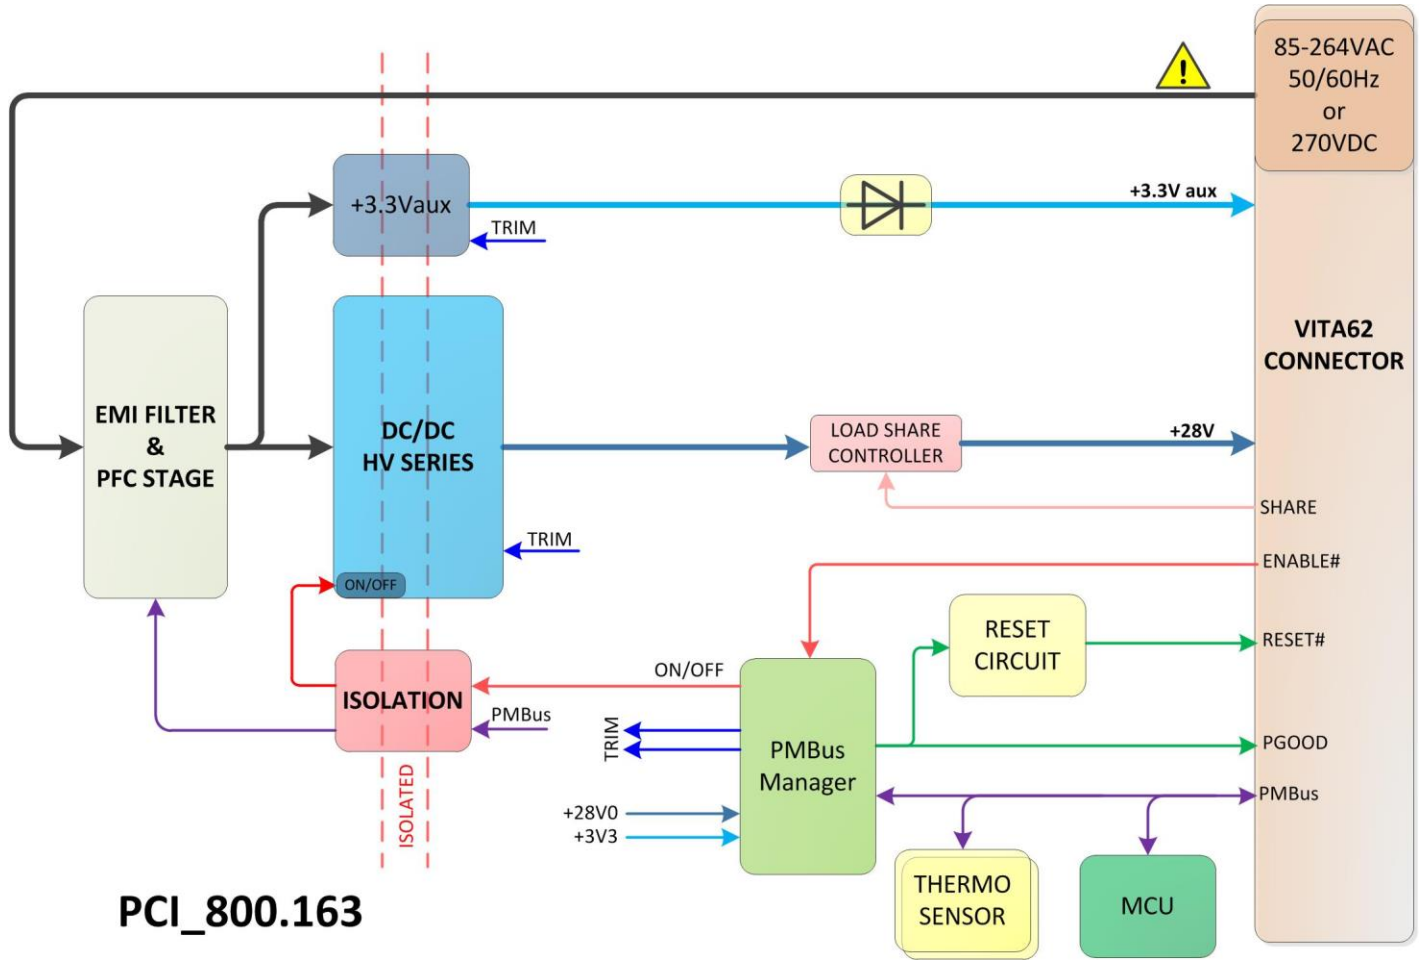 85-264VAC
50/60Hz
or
270VDC
!
+3.3Vaux
+3.3V aux
TRIM
VITA62
CONNECTOR
EMI FILTER
&
PFC STAGE
DC/DC
HV SERIES
LOAD SHARE
CONTROLLER
+28V
SHARE
TRIM
ENABLE#
ON/OFF
RESET
CIRCUIT
RESET#
ISOLATION
ON/OFF
PMBus
TRIM
PMBus
Manager
PGOOD
PMBus
ISOLATED
+28V0
+3V3
THERMO
SENSOR
MCU
PCI_800.163